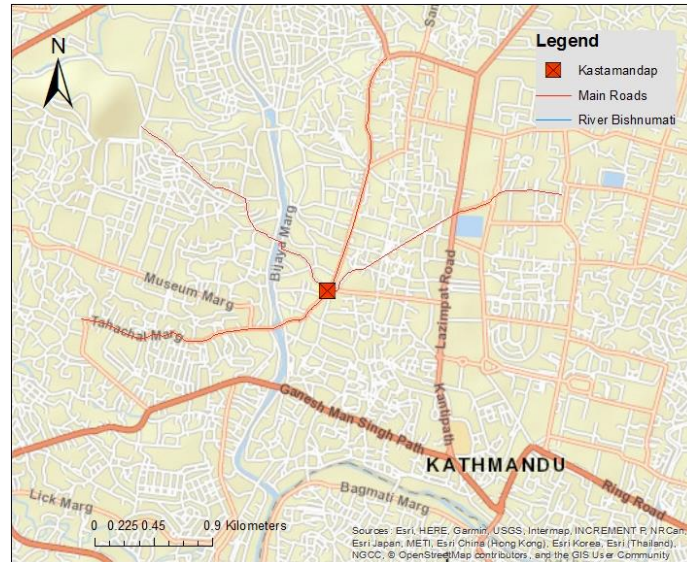 N
San
Legend
Kastamandap
Main Roads
River Bishnumati
Bijaya Marg
Museum Marg
Lazimpat Road
Tahachal Marg
Ganesh Man Singh Path
Kantipath
KATHMANDU
Ring Road
Bagmati Marg
Lick Marg
0 0.225 0.45 0.9 Kilometers
Sources: Esri, HERE, Garmin, USGS, Intermap, INCREMENT P, NRCan,
Esri Japan, METI, Esri China (Hong Kong), Esri Korea, Esri (Thailand),
NGCC, © OpenStreetMap contributors, and the GIS User Community